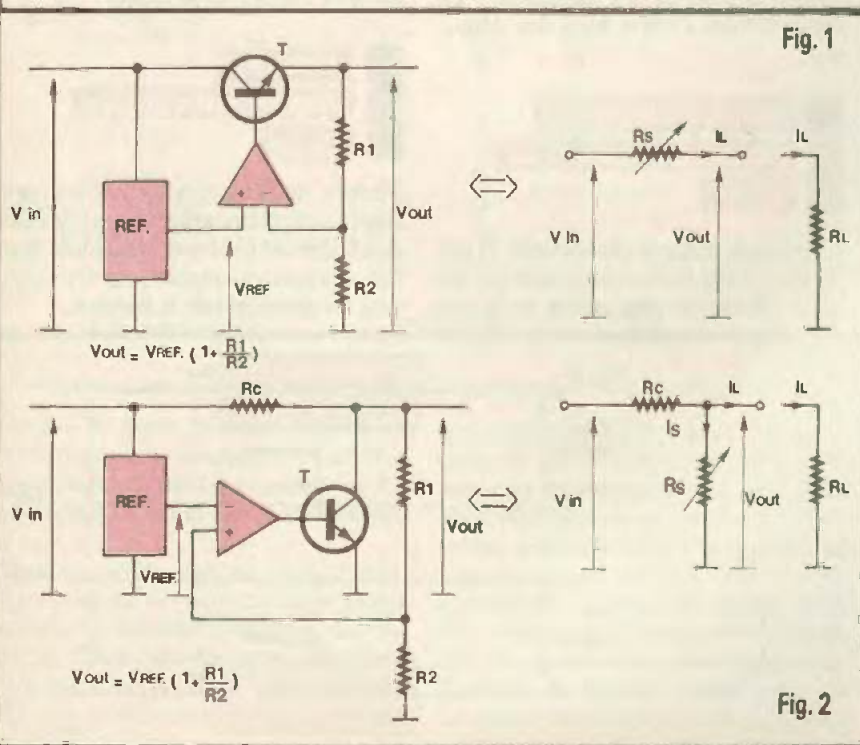 Fig. 1
T
R1
R2
REF.
V in
VREF
Vout
+ -
Vout = VREF. ( 1+ R1/R2 )
Rs
IL
IL
V in
Vout
RL
Rc
REF.
V in
VREF.
-
+
T
R1
R2
Vout
Vout = VREF. ( 1+ R1/R2 )
Rc
IL
IL
Is
Rs
V in
Vout
RL
Fig. 2